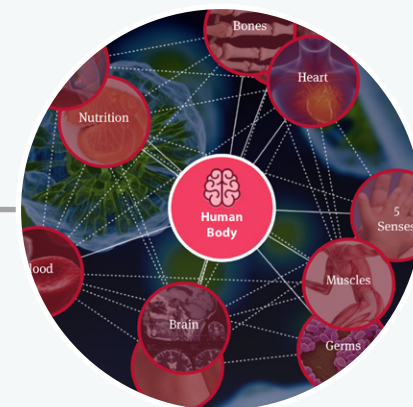 Bones
Heart
Nutrition
Human
Body
5
Senses
Muscles
Brain
Germs